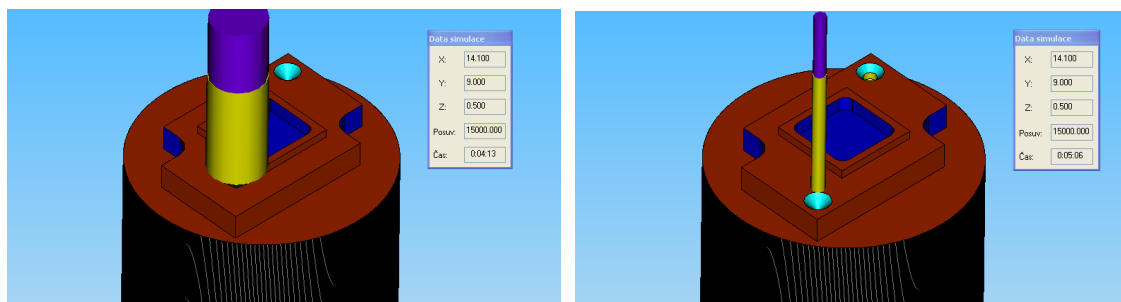 Data simulace
X: 14.100
Y: 9.000
Z: 0.500
Posuv: 15000.000
Čas: 0:04:13
Data simulace
X: 14.100
Y: 9.000
Z: 0.500
Posuv: 15000.000
Čas: 0:05:06